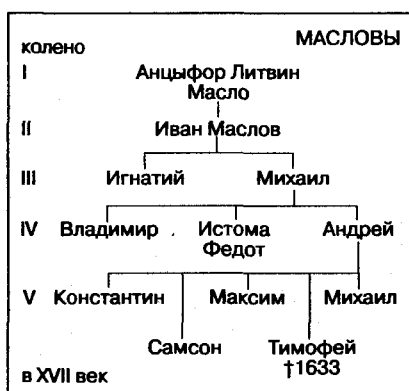 МАСЛОВЫ
колено
I Анцыфор Литвин
Масло
II Иван Маслов
III Игнатий Михаил
IV Владимир Истома Андрей
Федот
V Константин Максим Михаил
Самсон Тимофей
†1633
в XVII век